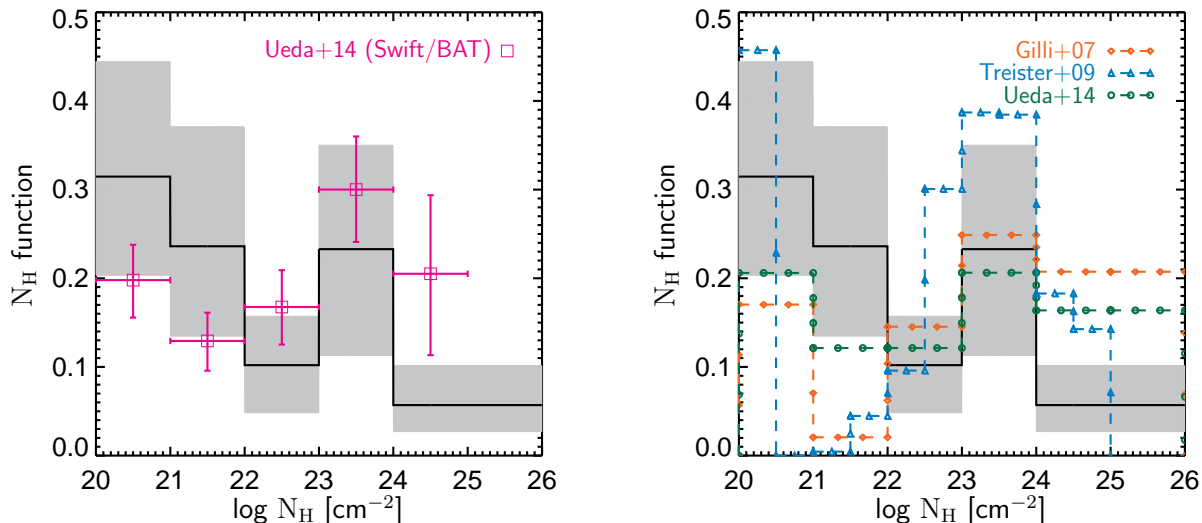 0.5
0.4
0.3
0.2
0.1
0.0
N_H function
Ueda+14 (Swift/BAT)
20 21 22 23 24 25 26
log N_H [cm⁻²]
0.5
0.4
0.3
0.2
0.1
0.0
N_H function
Gilli+07
Treister+09
Ueda+14
20 21 22 23 24 25 26
log N_H [cm⁻²]